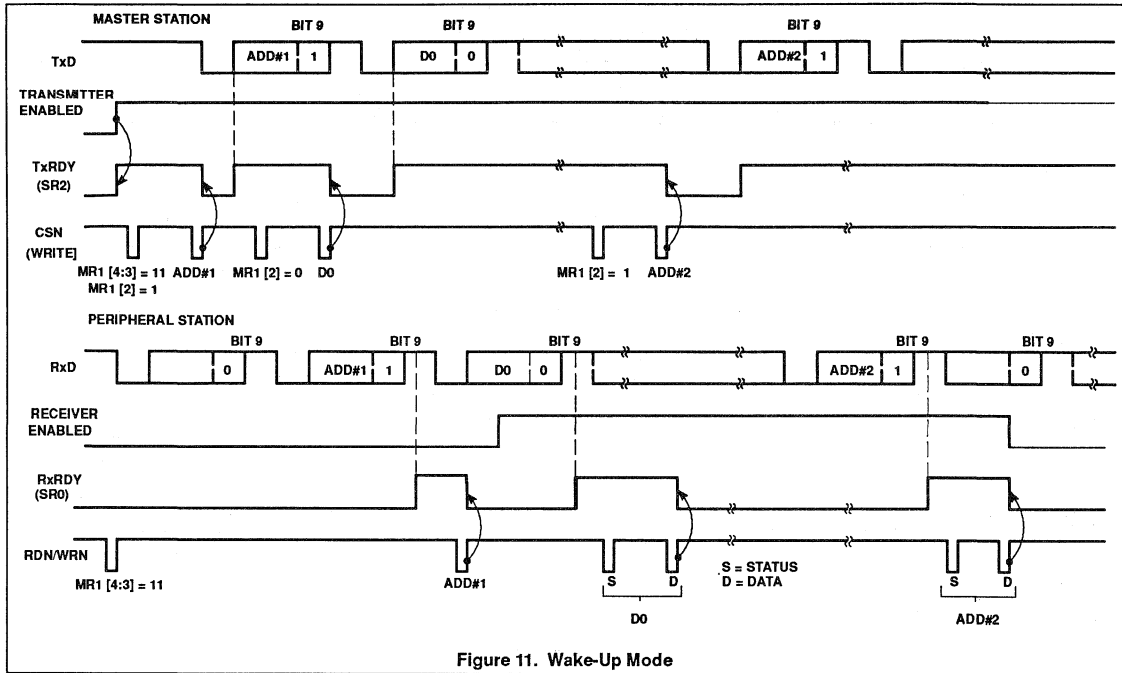 MASTER STATION
BIT 9 BIT 9 BIT 9
TxD ADD#1 1 D0 0 ADD#2 1
TRANSMITTER
ENABLED
TxRDY
(SR2)
CSN
(WRITE]
MR1 [4:3] = 11 ADD#1 MR1 [2] = 0 D0 MR1 [2] = 1 ADD#2
MR1 [2] = 1
PERIPHERAL STATION
BIT 9 BIT 9 BIT 9 BIT 9 BIT 9
RxD 0 ADD#1 1 D0 0 ADD#2 1 0
RECEIVER
ENABLED
RxRDY
(SR0)
RDN/WRN
MR1 [4:3] = 11 ADD#1 S D S = STATUS S D
D = DATA
D0 ADD#2
Figure 11. Wake-Up Mode